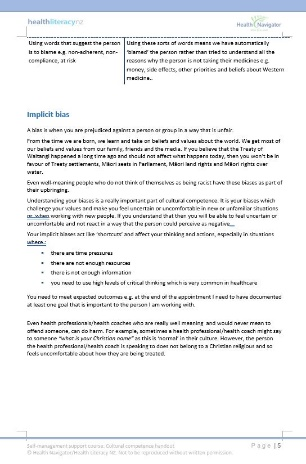 healthliteracynz
Health Navigator
Using words that suggest the person
is to blame e.g. non-adherent, non-
compliance, at risk
Using these sorts of words means we have automatically
'blamed' the person rather than tried to understand all the
reasons why the person is not taking their medicines e.g.
money, side effects, other priorities and beliefs about Western
medicine.
Implicit bias
A bias is when you are prejudiced against a person or group in a way that is unfair.
From the time we are born, we learn and take on beliefs and values about the world. We get most of
our beliefs and values from our family, friends and the media. If you believe that the Treaty of
Waitangi happened a long time ago and should not affect what happens today, then you won't be in
favour of Treaty settlements, Māori seats in Parliament, Māori land rights and Māori rights over
water.
Even well-meaning people who do not think of themselves as being racist have these biases as part of
their upbringing.
Understanding your biases is a really important part of cultural competence. It is your biases which
challenge your values and make you feel uncertain or uncomfortable in new or unfamiliar situations
or when working with new people. If you understand that then you will be able to feel uncertain or
uncomfortable and not react in a way that the person could perceive as negative.
Your implicit biases act like 'shortcuts' and affect your thinking and actions, especially in situations
where:
• there are time pressures
• there are not enough resources
• there is not enough information
• you need to use high levels of critical thinking which is very common in healthcare
You need to meet expected outcomes e.g. at the end of the appointment I need to have documented
at least one goal that is important to the person I am working with.
Even health professionals/health coaches who are really well meaning and would never mean to
offend someone, can do harm. For example, sometimes a health professional/health coach might say
to someone "what is your Christian name" as this is 'normal' in their culture. However, the person
the health professional/health coach is speaking to does not belong to a Christian religious and so
feels uncomfortable about how they are being treated.
Self-management support course: Cultural competence handout
© Health Navigator/Health Literacy NZ. Not to be reproduced without written permission.
Page | 5